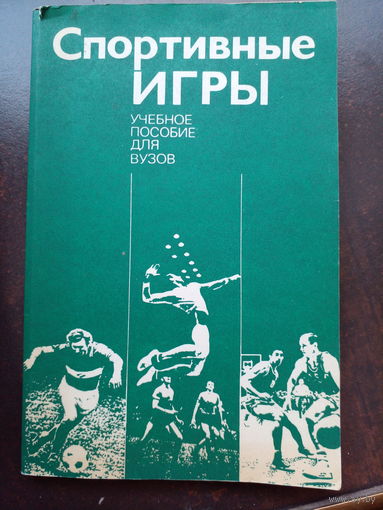 Спортивные
ИГРЫ
УЧЕБНОЕ
ПОСОБИЕ
ДЛЯ
ВУЗОВ